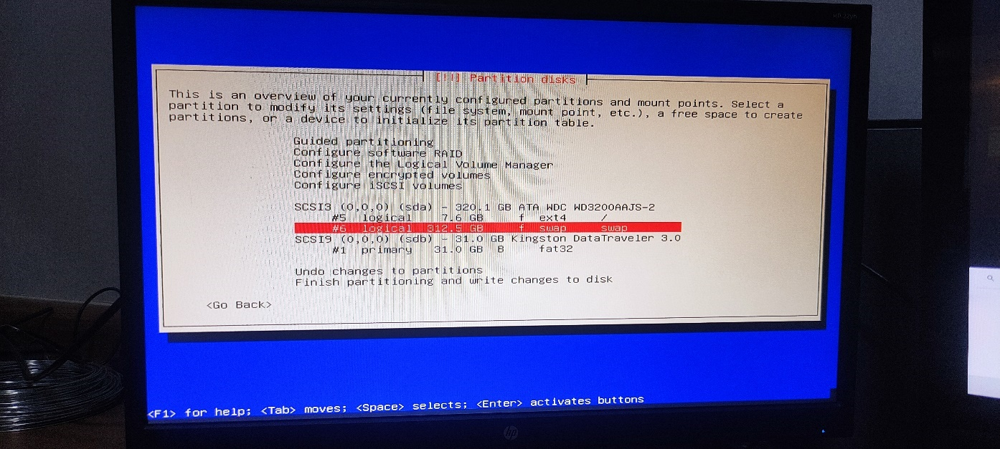 [!!] Partition disks
This is an overview of your currently configured partitions and mount points. Select a
partition to modify its settings (file system, mount point, etc.), a free space to create
partitions, or a device to initialize its partition table.
Guided partitioning
Configure software RAID
Configure the Logical Volume Manager
Configure encrypted volumes
Configure iSCSI volumes
SCSI3 (0,0,0) (sda) - 320.1 GB ATA WDC WD3200AAJS-2
#5 logical 7.6 GB f ext4 /
#6 logical 312.5 GB f swap swap
SCSI9 (0,0,0) (sdb) - 31.0 GB Kingston DataTraveler 3.0
#1 primary 31.0 GB B fat32
Undo changes to partitions
Finish partitioning and write changes to disk
<Go Back>
<F1> for help; <Tab> moves; <Space> selects; <Enter> activates buttons
hp